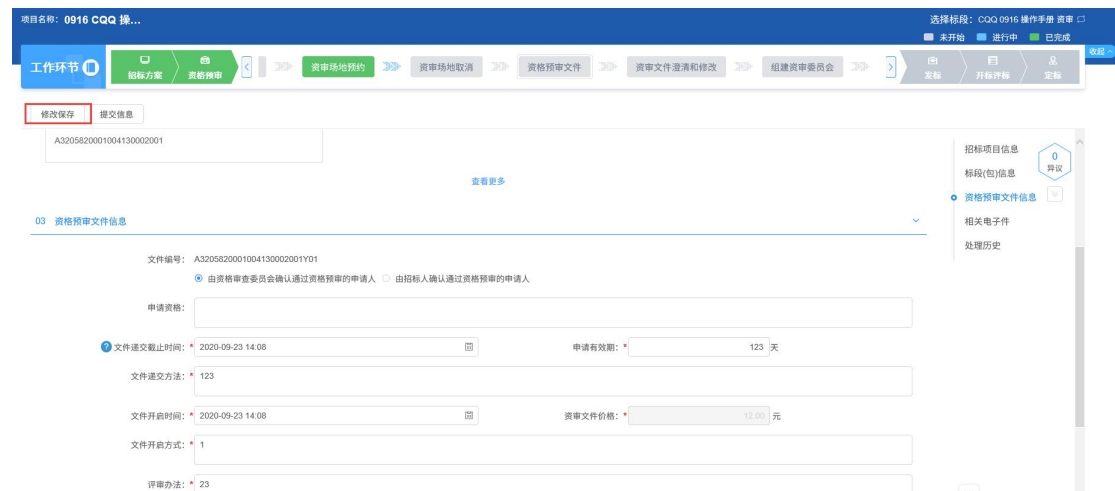 项目名称: 0916 CQQ 操... 选择标段: CQQ 0916 操作手册 资审
未开始 进行中 已完成
收起
工作环节 招标方案 资格预审 < 资审场地预约 资审场地取消 资格预审文件 资审文件澄清和修改 组建资审委员会 > 发标 开标评标 定标
修改保存 提交信息
A3205820001004130002001
查看更多
招标项目信息
标段(包)信息
资格预审文件信息
相关电子件
处理历史
0
异议
03 资格预审文件信息
文件编号: A3205820001004130002001Y01
由资格审查委员会确认通过资格预审的申请人 由招标人确认通过资格预审的申请人
申请资格:
? 文件递交截止时间: * 2020-09-23 14:08 申请有效期: * 123 天
文件递交方法: * 123
文件开启时间: * 2020-09-23 14:08 资审文件价格: * 12.00 元
文件开启方式: * 1
评审办法: * 23